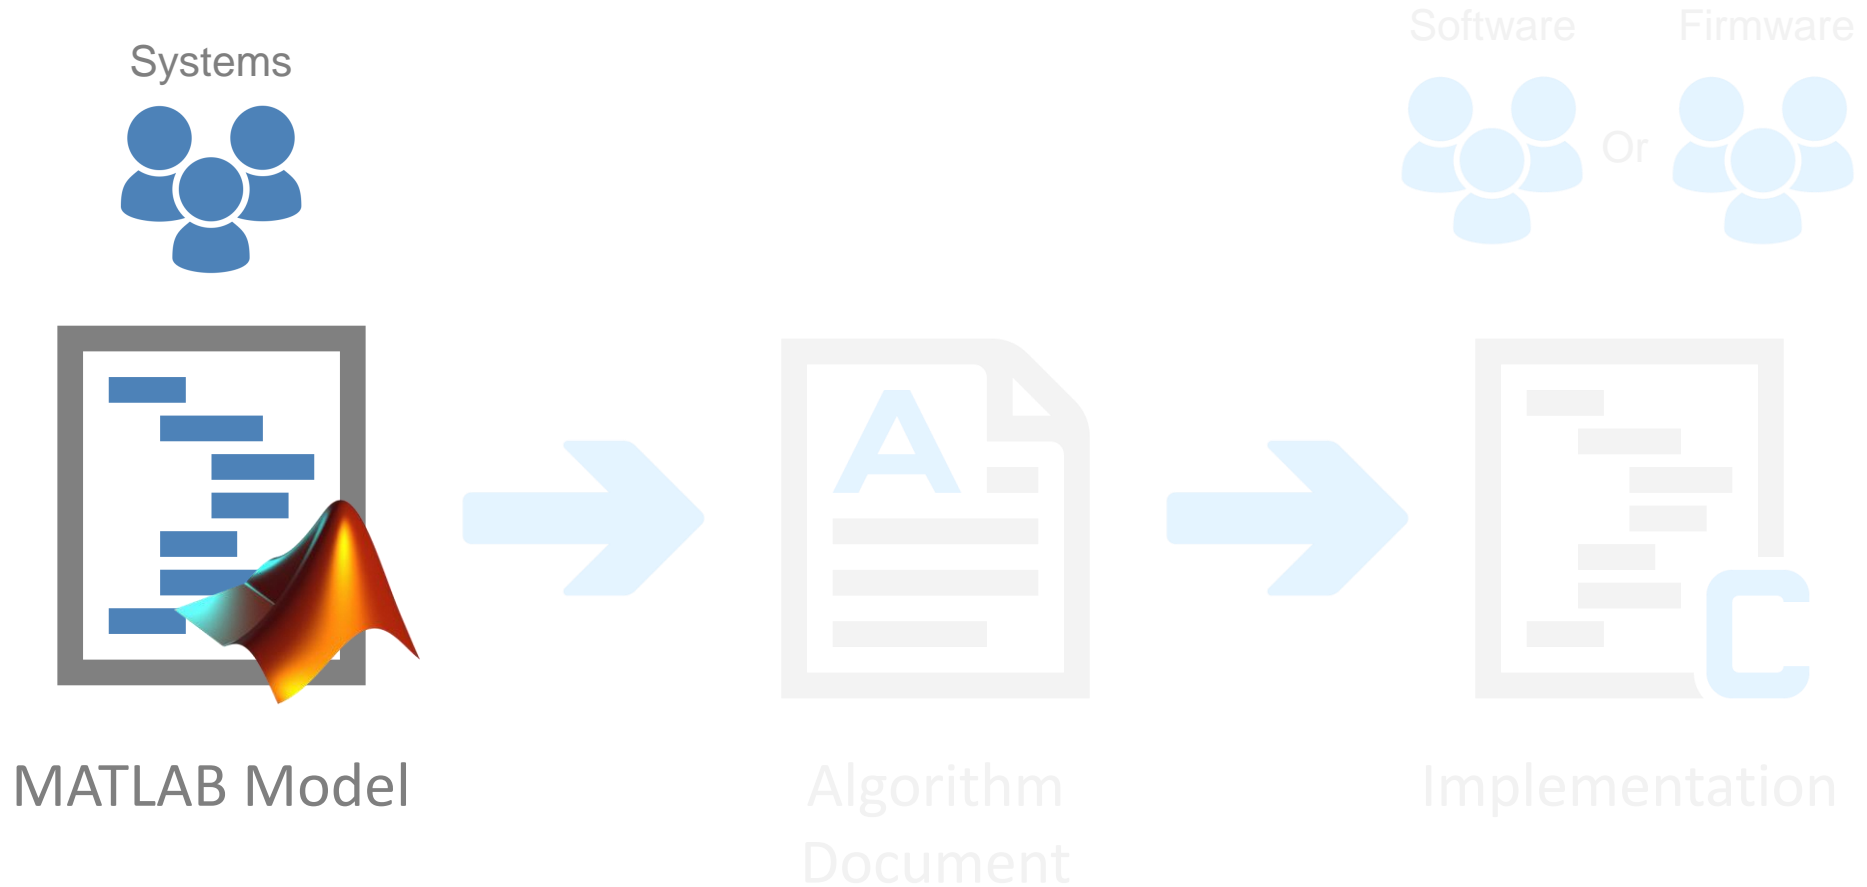 Systems
Software
Firmware
Or
A
C
MATLAB Model
Algorithm
Document
Implementation